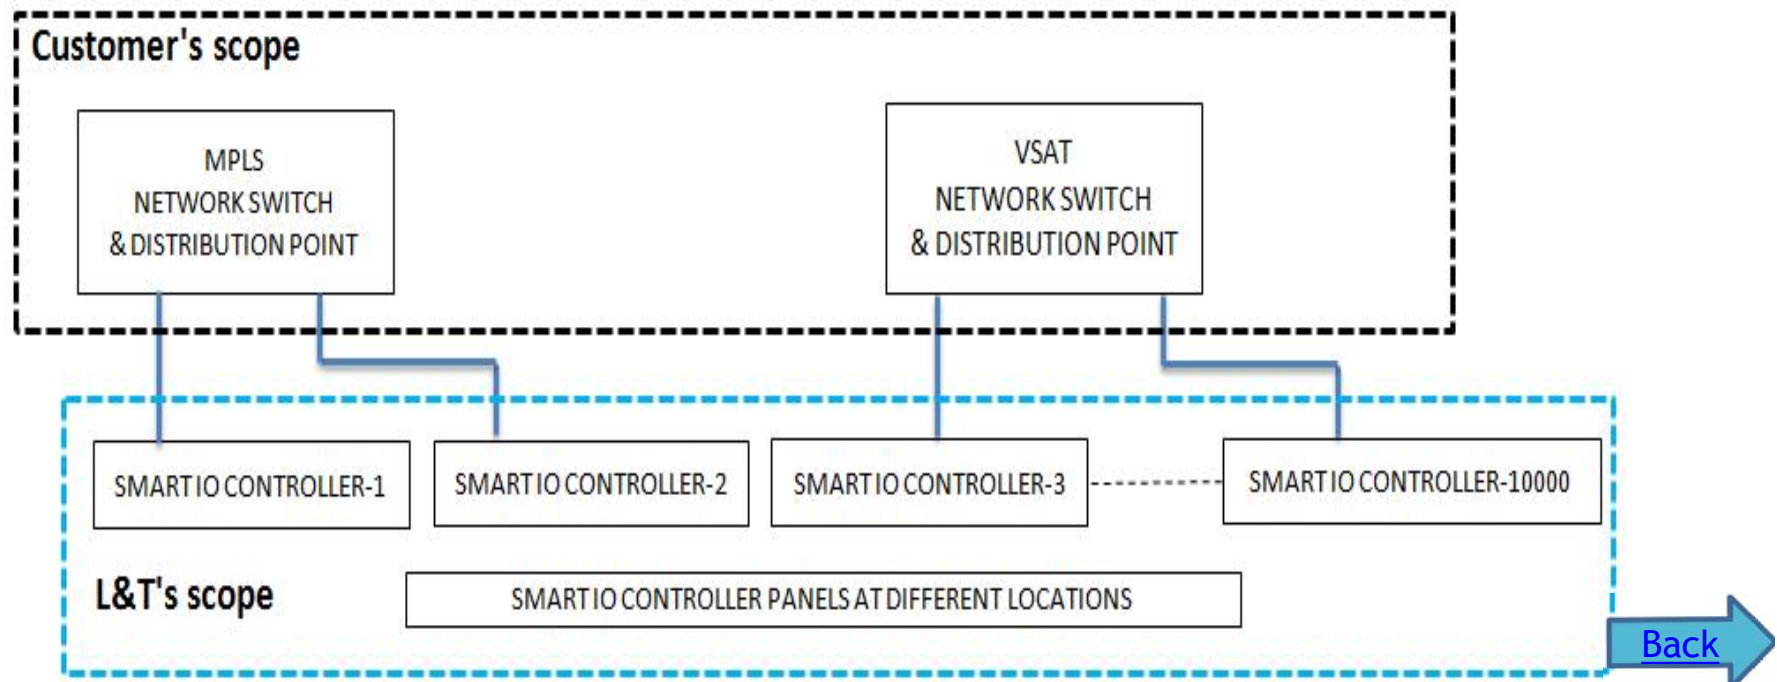 Customer's scope
MPLS
NETWORK SWITCH
& DISTRIBUTION POINT
VSAT
NETWORK SWITCH
& DISTRIBUTION POINT
SMART IO CONTROLLER-1
SMART IO CONTROLLER-2
SMART IO CONTROLLER-3
SMART IO CONTROLLER-10000
L&T's scope
SMART IO CONTROLLER PANELS AT DIFFERENT LOCATIONS
Back